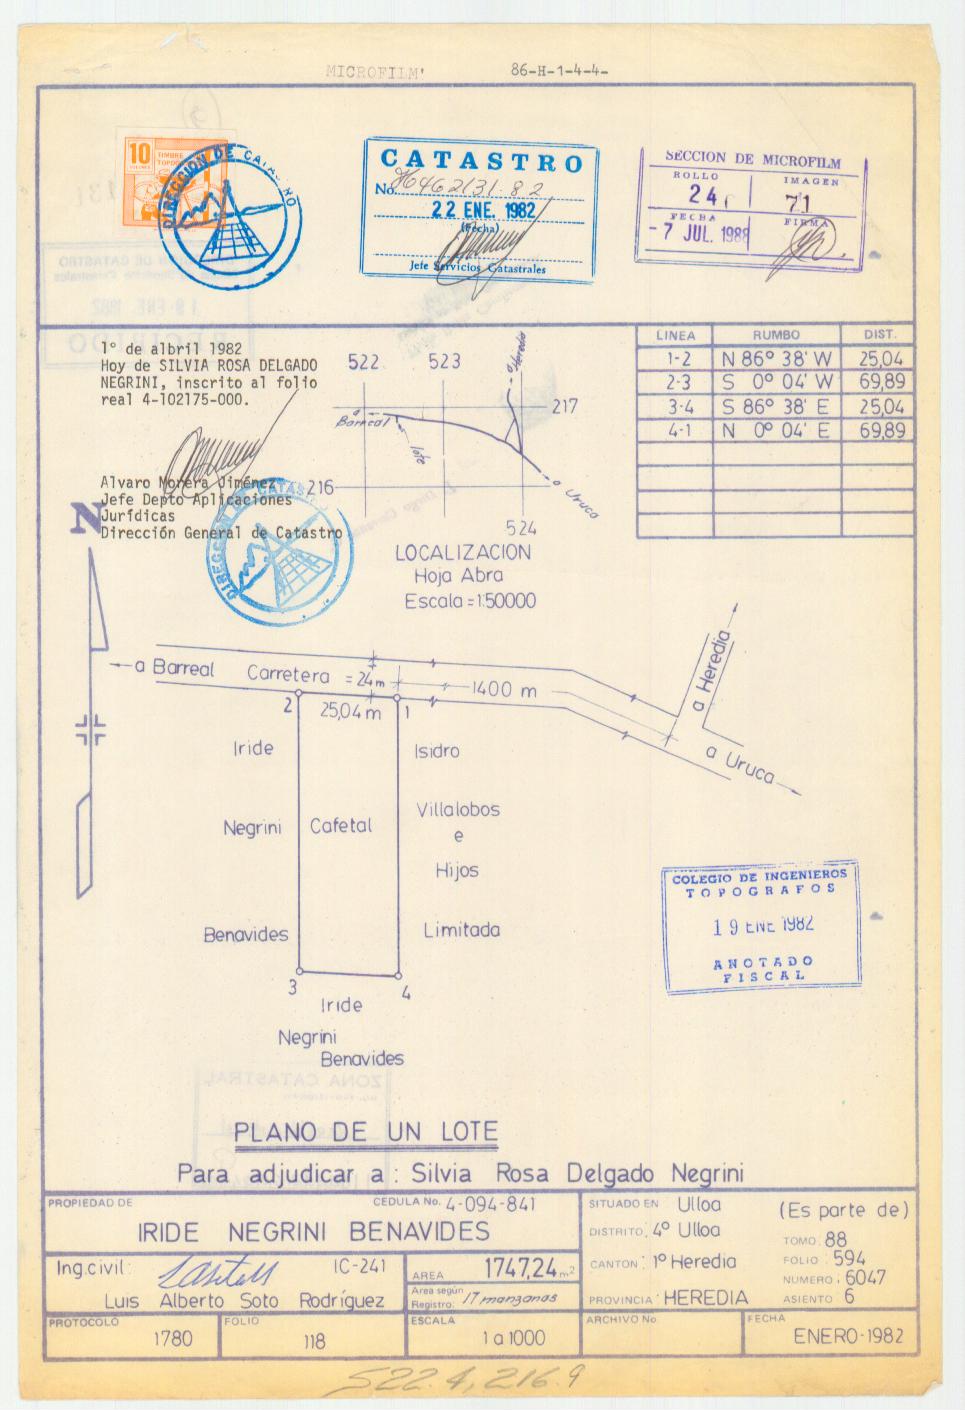 MICROFILM' 86-H-1-4-4-
10
COLONES
TIMBRE
DIRECCION DE CATASTRO
CATASTRO
No. H6462131.82
22 ENE. 1982
(Fecha)
Jefe Servicios Catastrales
SECCION DE MICROFILM
ROLLO IMAGEN
24 71
FECHA FIRMA
-7 JUL. 1988
1° de albril 1982
Hoy de SILVIA ROSA DELGADO
NEGRINI, inscrito al folio
real 4-102175-000.
Alvaro Morera Jiménez
Jefe Depto Aplicaciones
Jurídicas
Dirección General de Catastro
DIRECCION DE CATASTRO
522 523
a Heredia
217
a Barreal
lote
216
a Uruca
524
LOCALIZACION
Hoja Abra
Escala = 1:50000
LINEA RUMBO DIST.
1-2 N 86° 38' W 25,04
2-3 S 0° 04' W 69,89
3-4 S 86° 38' E 25,04
4-1 N 0° 04' E 69,89
N
a Barreal Carretera =24m 1400 m
a Heredia
a Uruca
2 25,04 m 1
Iride Isidro
Negrini Cafetal Villalobos
e
Hijos
Benavides Limitada
3 4
Iride
Negrini
Benavides
COLEGIO DE INGENIEROS
TOPOGRAFOS
19 ENE 1982
ANOTADO
FISCAL
PLANO DE UN LOTE
Para adjudicar a : Silvia Rosa Delgado Negrini
PROPIEDAD DE CEDULA No. 4-094-841
IRIDE NEGRINI BENAVIDES
Ing.civil: IC-241
Luis Alberto Soto Rodríguez
AREA 1747,24 m2
Area según
Registro: 17 manzanas
PROTOCOLO 1780
FOLIO 118
ESCALA 1 a 1000
SITUADO EN Ulloa
DISTRITO: 4° Ulloa
CANTON: 1° Heredia
PROVINCIA: HEREDIA
(Es parte de)
TOMO: 88
FOLIO: 594
NUMERO: 6047
ASIENTO 6
ARCHIVO No.
FECHA ENERO-1982
522.4, 216.9